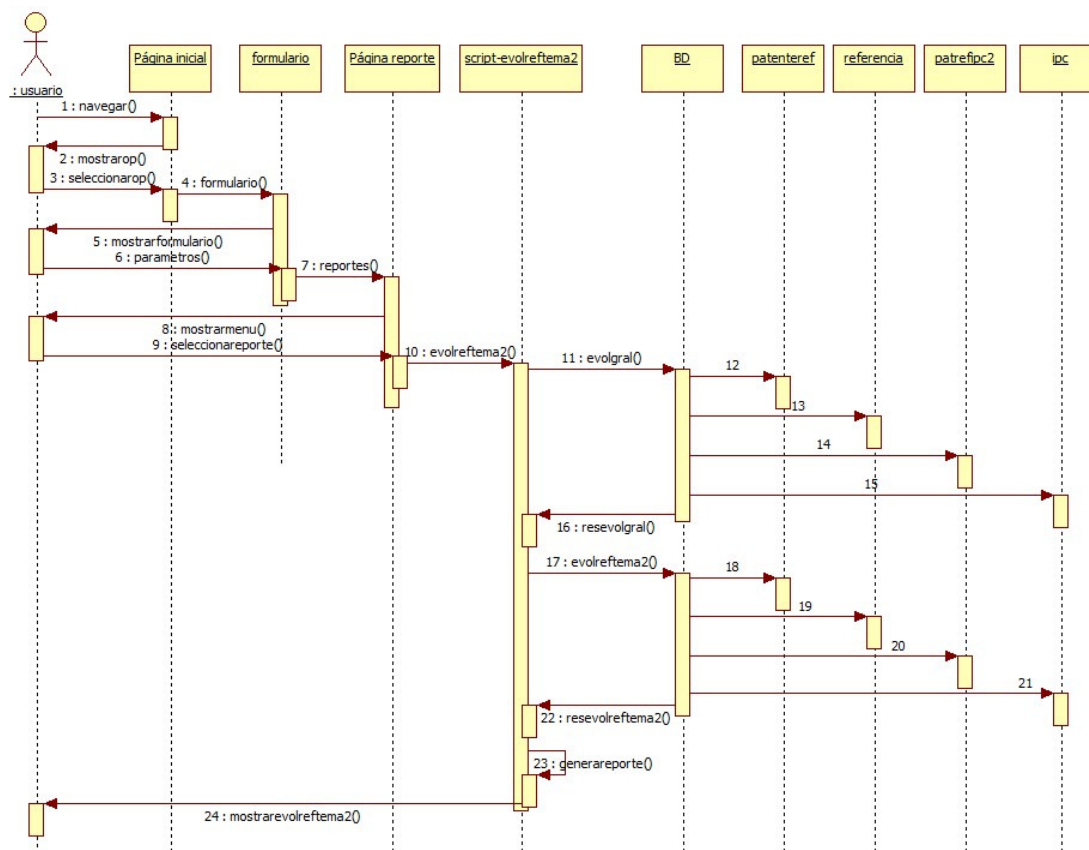 Página inicial
formulario
Página reporte
script-evolreftema2
BD
patenteref
referencia
patrefipc2
ipc
: usuario
1 : navegar()
2 : mostrarop()
3 : seleccionarop()
4 : formulario()
5 : mostrarformulario()
6 : parametros()
7 : reportes()
8 : mostrarmenu()
9 : seleccionareporte()
10 : evolreftema2()
11 : evolgral()
12
13
14
15
16 : resevolgral()
17 : evolreftema2()
18
19
20
21
22 : resevolreftema2()
23 : generareporte()
24 : mostrarevolreftema2()